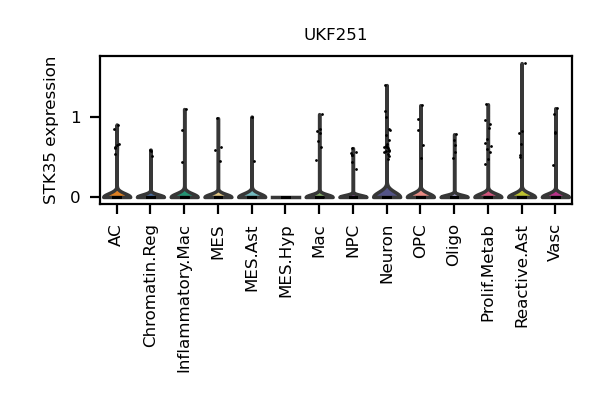 UKF251
STK35 expression
1
0
AC
Chromatin.Reg
Inflammatory.Mac
MES
MES.Ast
MES.Hyp
Mac
NPC
Neuron
OPC
Oligo
Prolif.Metab
Reactive.Ast
Vasc